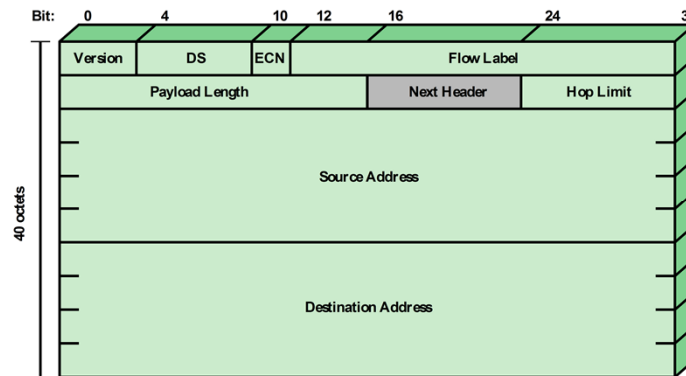 Bit: 0 4 10 12 16 24 3
Version DS ECN Flow Label
Payload Length Next Header Hop Limit
Source Address
40 octets
Destination Address